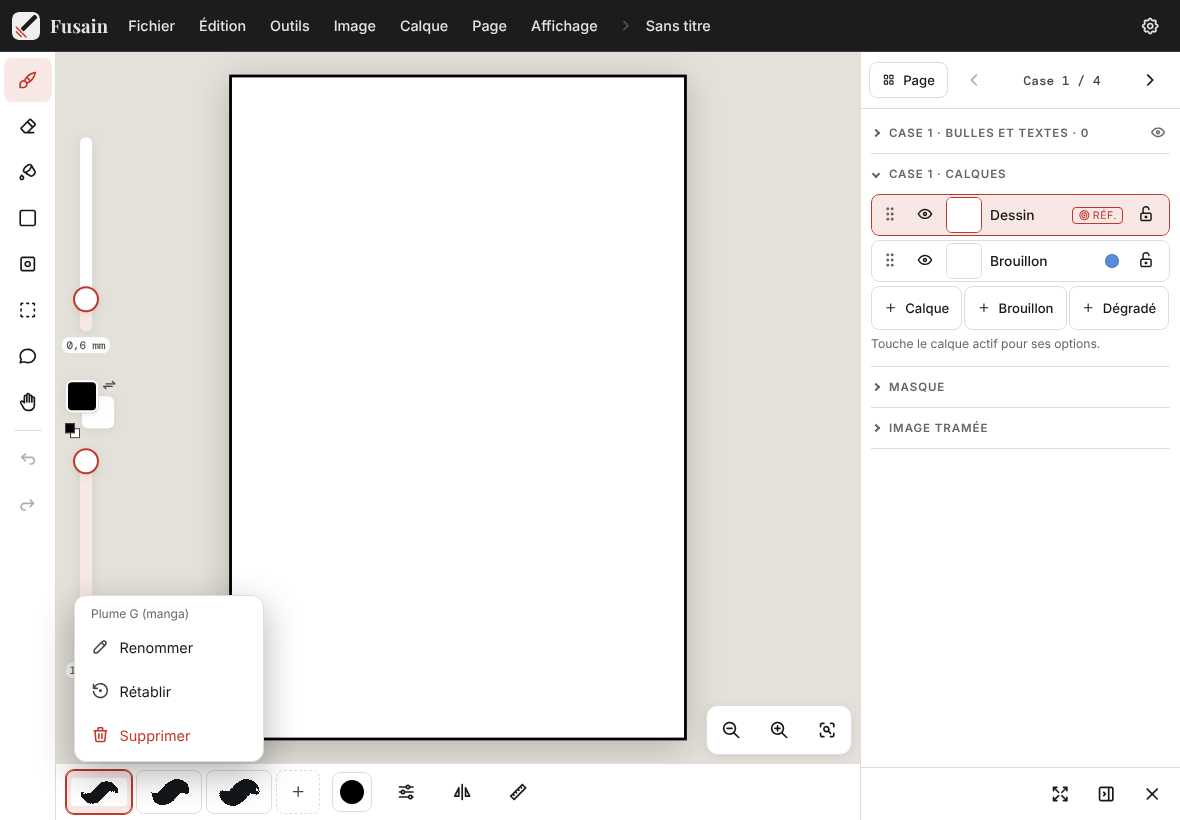 Fusain Fichier Édition Outils Image Calque Page Affichage Sans titre
Page Case 1 / 4
CASE 1 · BULLES ET TEXTES · 0
CASE 1 · CALQUES
Dessin RÉF.
Brouillon
+ Calque + Brouillon + Dégradé
Touche le calque actif pour ses options.
MASQUE
IMAGE TRAMÉE
0,6 mm
Plume G (manga)
Renommer
Rétablir
Supprimer